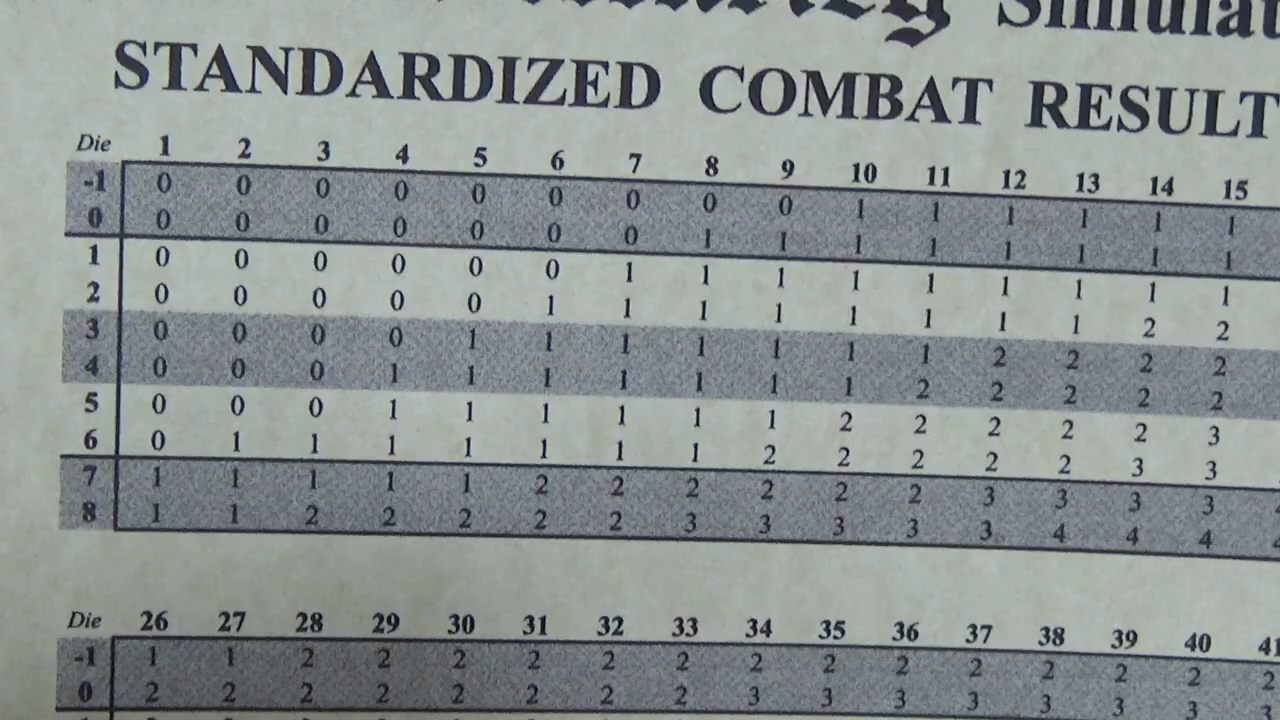 Simulat
STANDARDIZED COMBAT RESULT
Die 1 2 3 4 5 6 7 8 9 10 11 12 13 14 15
-1 0 0 0 0 0 0 0 0 0 1 1 1 1 1 1
0 0 0 0 0 0 0 0 1 1 1 1 1 1 1 1
1 0 0 0 0 0 0 1 1 1 1 1 1 1 1 1
2 0 0 0 0 0 1 1 1 1 1 1 1 1 2 2
3 0 0 0 0 1 1 1 1 1 1 1 2 2 2 2
4 0 0 0 1 1 1 1 1 1 1 2 2 2 2 2
5 0 0 0 1 1 1 1 1 1 2 2 2 2 2 3
6 0 1 1 1 1 1 1 1 2 2 2 2 2 3 3
7 1 1 1 1 1 2 2 2 2 2 2 3 3 3 3
8 1 1 2 2 2 2 2 3 3 3 3 3 4 4 4
Die 26 27 28 29 30 31 32 33 34 35 36 37 38 39 40 41
-1 1 1 2 2 2 2 2 2 2 2 2 2 2 2 2 2
0 2 2 2 2 2 2 2 2 3 3 3 3 3 3 3 3